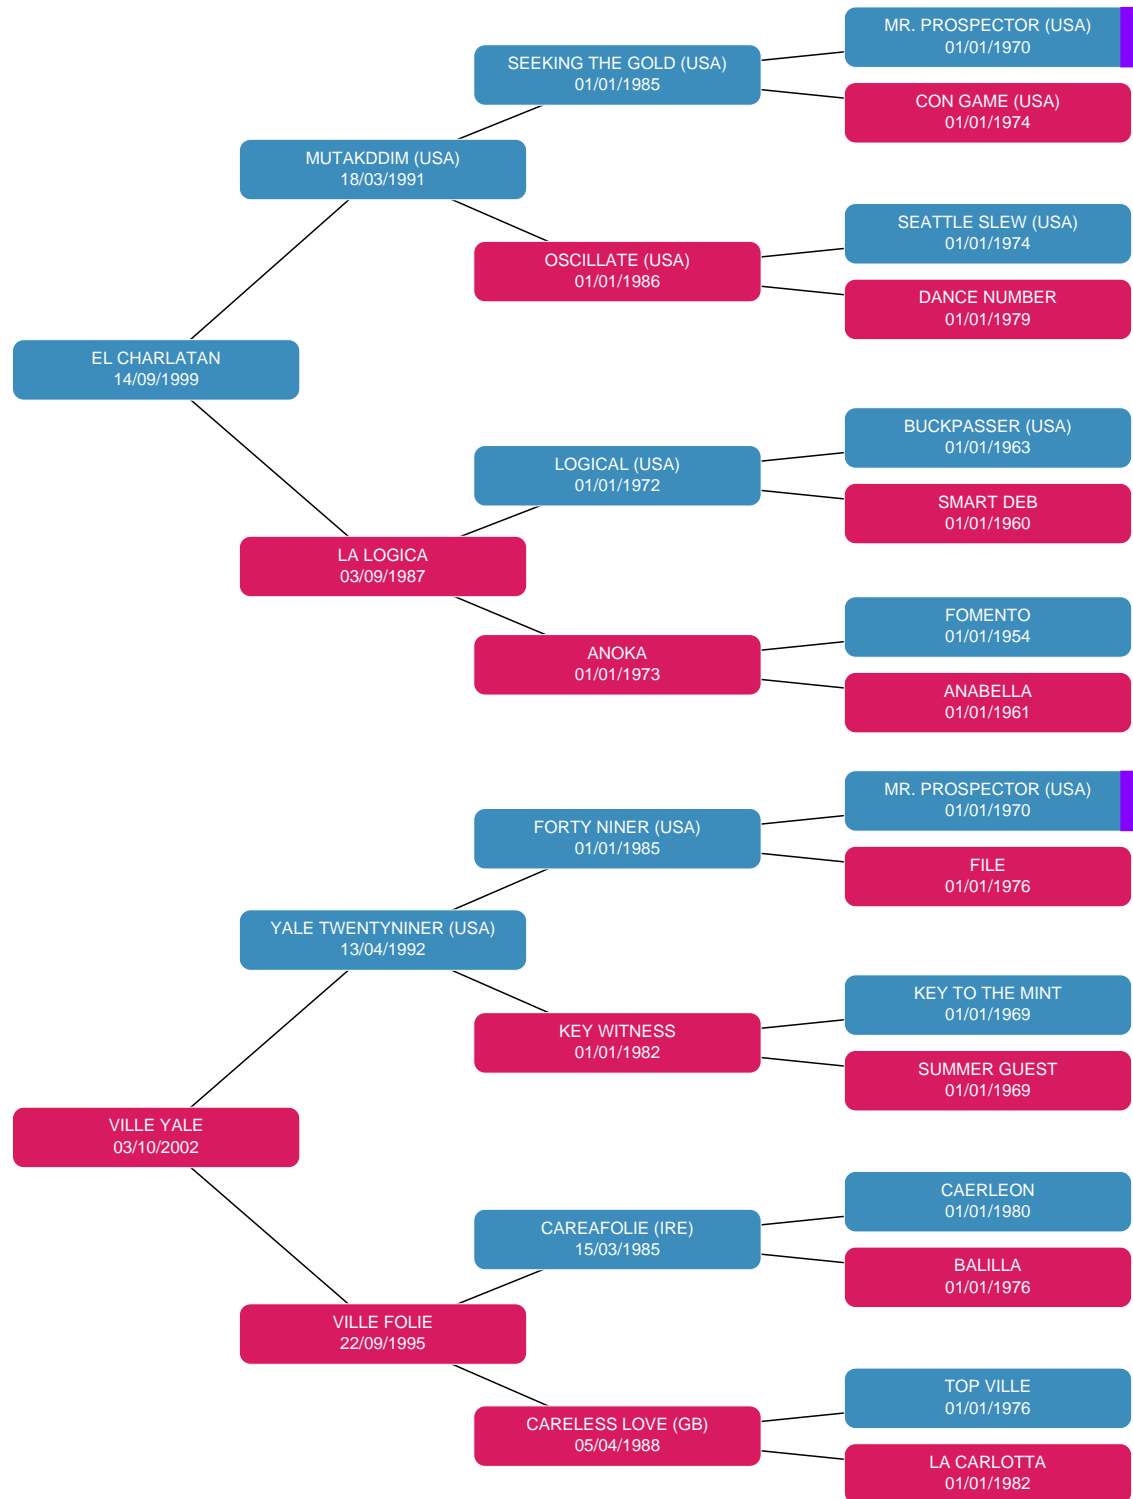 MR. PROSPECTOR (USA)
01/01/1970
SEEKING THE GOLD (USA)
01/01/1985
CON GAME (USA)
01/01/1974
MUTAKDDIM (USA)
18/03/1991
SEATTLE SLEW (USA)
01/01/1974
OSCILLATE (USA)
01/01/1986
DANCE NUMBER
01/01/1979
EL CHARLATAN
14/09/1999
BUCKPASSER (USA)
01/01/1963
LOGICAL (USA)
01/01/1972
SMART DEB
01/01/1960
LA LOGICA
03/09/1987
FOMENTO
01/01/1954
ANOKA
01/01/1973
ANABELLA
01/01/1961
MR. PROSPECTOR (USA)
01/01/1970
FORTY NINER (USA)
01/01/1985
FILE
01/01/1976
YALE TWENTYNINER (USA)
13/04/1992
KEY TO THE MINT
01/01/1969
KEY WITNESS
01/01/1982
SUMMER GUEST
01/01/1969
VILLE YALE
03/10/2002
CAERLEON
01/01/1980
CAREAFOLIE (IRE)
15/03/1985
BALILLA
01/01/1976
VILLE FOLIE
22/09/1995
TOP VILLE
01/01/1976
CARELESS LOVE (GB)
05/04/1988
LA CARLOTTA
01/01/1982